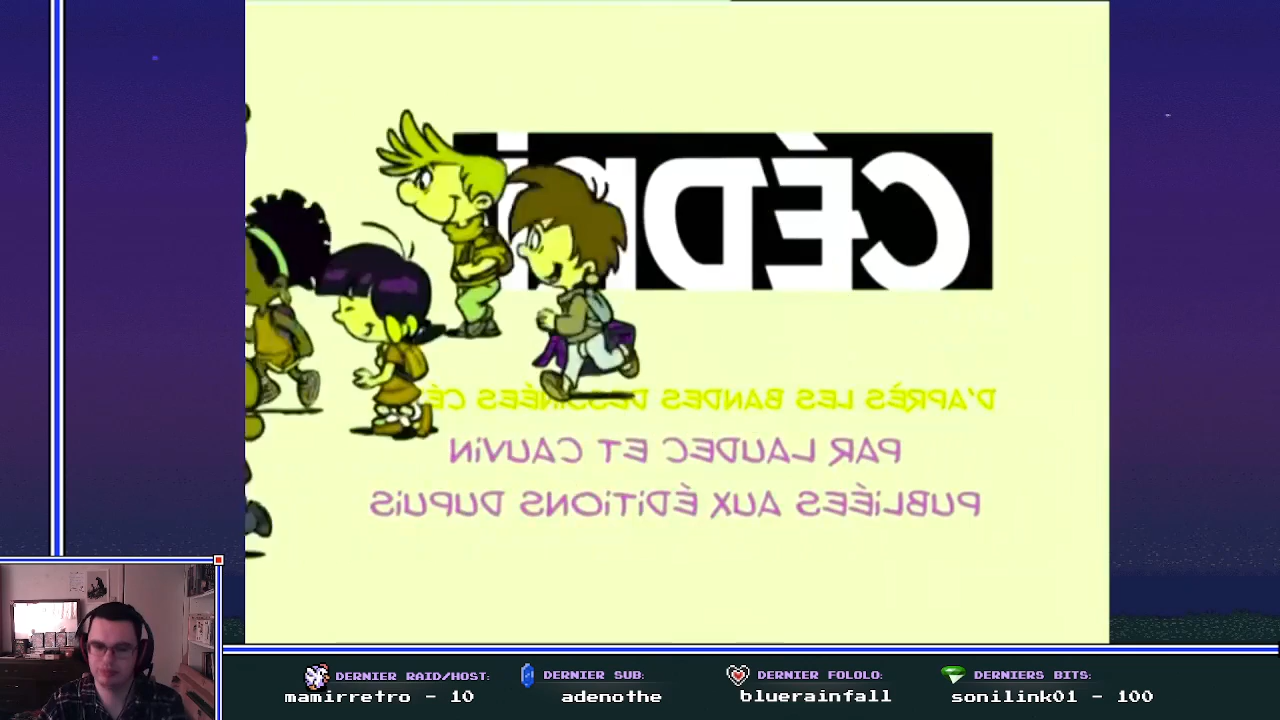 CÉDRI
D'APRÈS LES BANDES DESSINÉES CÉ
PAR LAUDEC ET CAUVIN
PUBLIÉES AUX ÉDITIONS DUPUIS
DERNIER RAID/HOST:
mamirretro - 10
DERNIER SUB:
adenothe
DERNIER FOLOLO:
bluerainfall
DERNIERS BITS:
sonilink01 - 100